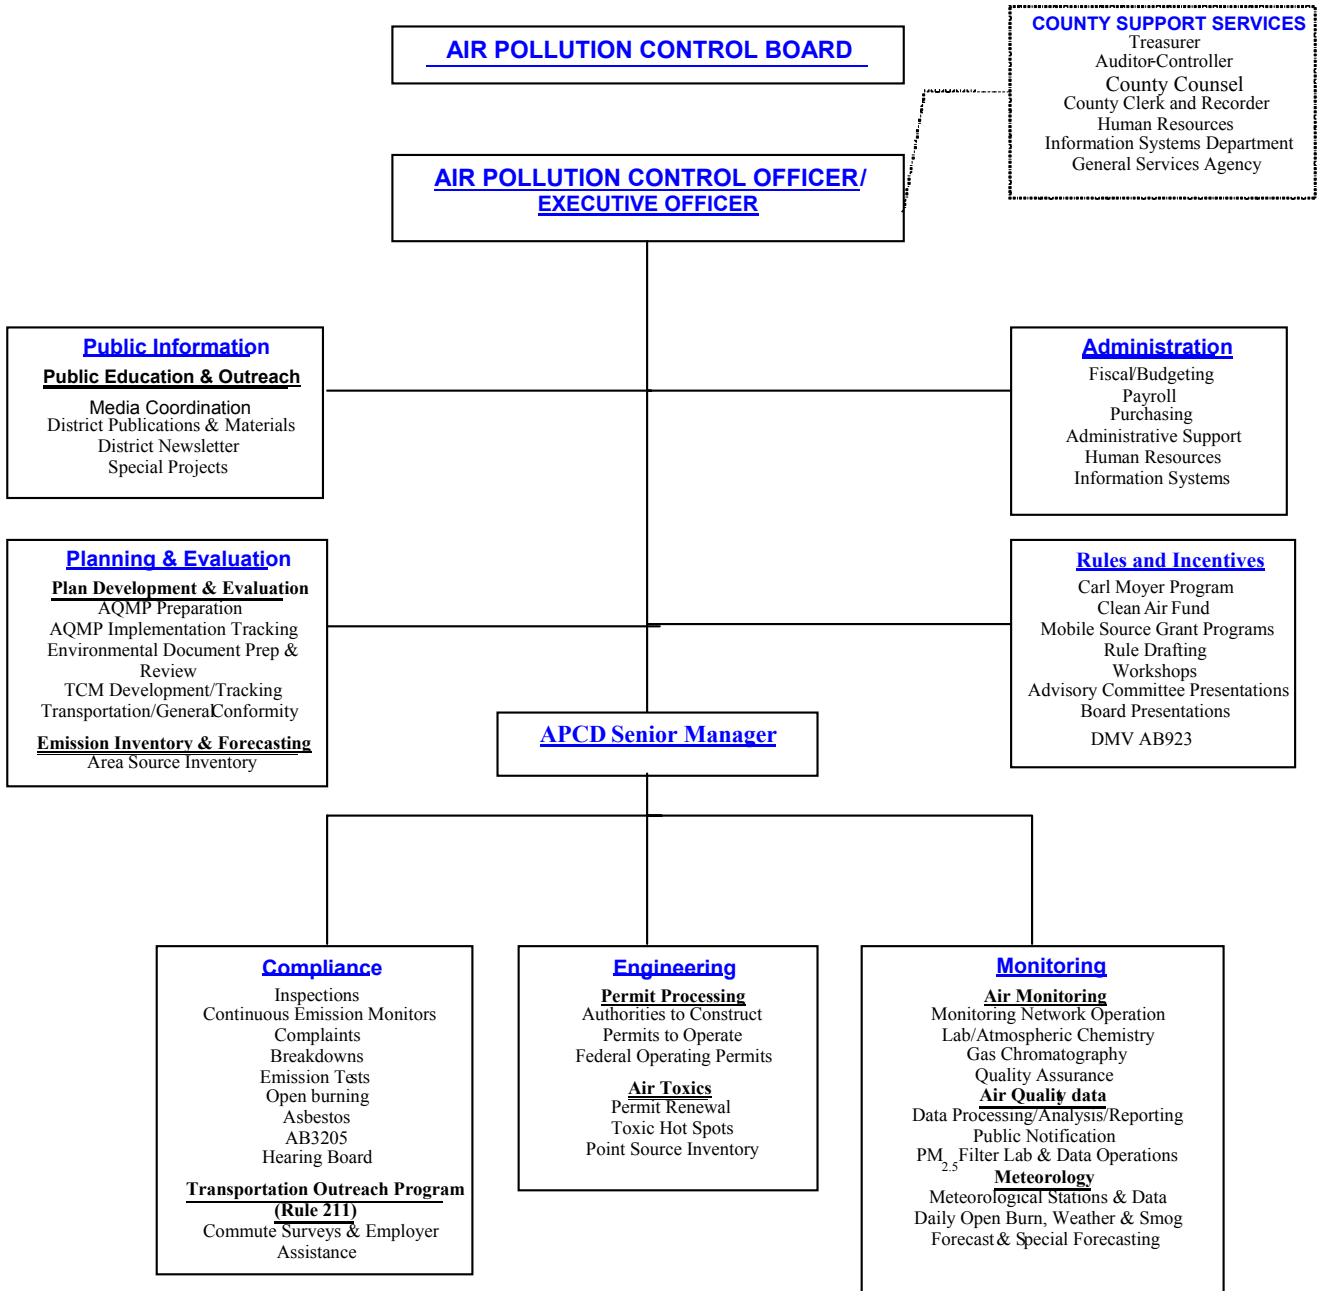 AIR POLLUTION CONTROL BOARD
COUNTY SUPPORT SERVICES
Treasurer
Auditor-Controller
County Counsel
County Clerk and Recorder
Human Resources
Information Systems Department
General Services Agency
AIR POLLUTION CONTROL OFFICER/
EXECUTIVE OFFICER
Public Information
Public Education & Outreach
Media Coordination
District Publications & Materials
District Newsletter
Special Projects
Administration
Fiscal/Budgeting
Payroll
Purchasing
Administrative Support
Human Resources
Information Systems
Planning & Evaluation
Plan Development & Evaluation
AQMP Preparation
AQMP Implementation Tracking
Environmental Document Prep &
Review
TCM Development/Tracking
Transportation/General Conformity
Emission Inventory & Forecasting
Area Source Inventory
Rules and Incentives
Carl Moyer Program
Clean Air Fund
Mobile Source Grant Programs
Rule Drafting
Workshops
Advisory Committee Presentations
Board Presentations
DMV AB923
APCD Senior Manager
Compliance
Inspections
Continuous Emission Monitors
Complaints
Breakdowns
Emission Tests
Open burning
Asbestos
AB3205
Hearing Board
Transportation Outreach Program
(Rule 211)
Commute Surveys & Employer
Assistance
Engineering
Permit Processing
Authorities to Construct
Permits to Operate
Federal Operating Permits
Air Toxics
Permit Renewal
Toxic Hot Spots
Point Source Inventory
Monitoring
Air Monitoring
Monitoring Network Operation
Lab/Atmospheric Chemistry
Gas Chromatography
Quality Assurance
Air Quality data
Data Processing/Analysis/Reporting
Public Notification
PM2.5 Filter Lab & Data Operations
Meteorology
Meteorological Stations & Data
Daily Open Burn, Weather & Smog
Forecast & Special Forecasting